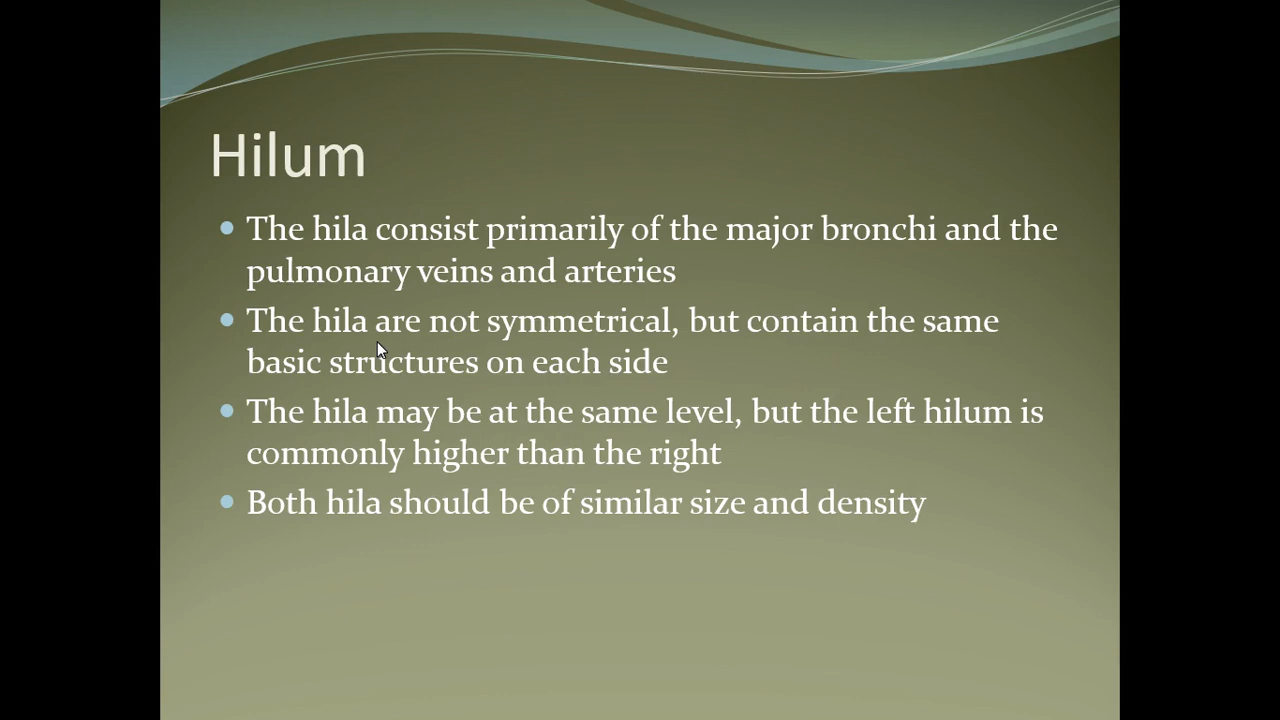 Hilum
The hila consist primarily of the major bronchi and the
pulmonary veins and arteries
The hila are not symmetrical, but contain the same
basic structures on each side
The hila may be at the same level, but the left hilum is
commonly higher than the right
Both hila should be of similar size and density